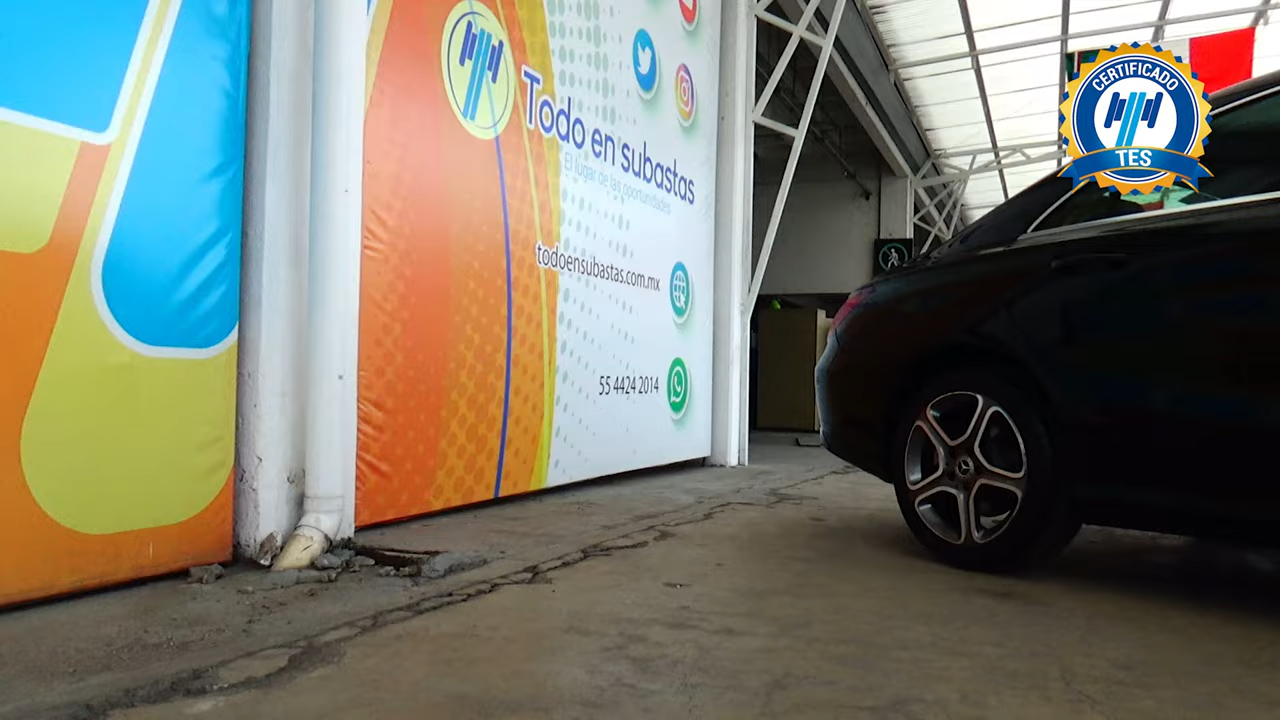 Todo en subastas
El lugar de las oportunidades
todoensubastas.com.mx
55 4424 2014
CERTIFICADO
TES